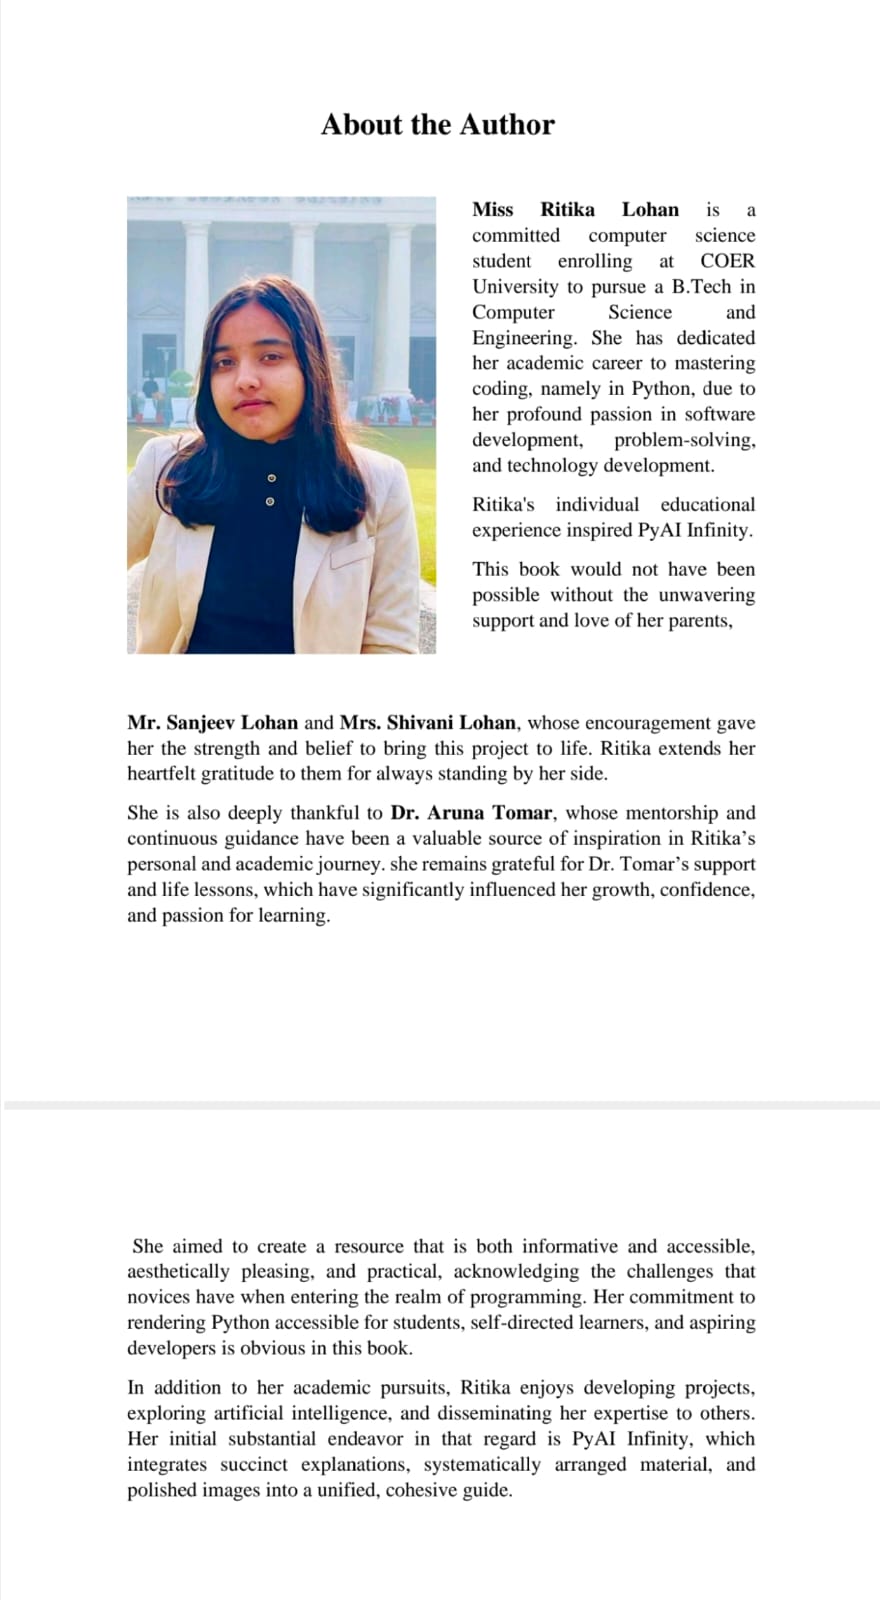 About the Author
Miss Ritika Lohan is a
committed computer science
student enrolling at COER
University to pursue a B.Tech in
Computer Science and
Engineering. She has dedicated
her academic career to mastering
coding, namely in Python, due to
her profound passion in software
development, problem-solving,
and technology development.
Ritika's individual educational
experience inspired PyAI Infinity.
This book would not have been
possible without the unwavering
support and love of her parents,
Mr. Sanjeev Lohan and Mrs. Shivani Lohan, whose encouragement gave
her the strength and belief to bring this project to life. Ritika extends her
heartfelt gratitude to them for always standing by her side.
She is also deeply thankful to Dr. Aruna Tomar, whose mentorship and
continuous guidance have been a valuable source of inspiration in Ritika’s
personal and academic journey. she remains grateful for Dr. Tomar’s support
and life lessons, which have significantly influenced her growth, confidence,
and passion for learning.
She aimed to create a resource that is both informative and accessible,
aesthetically pleasing, and practical, acknowledging the challenges that
novices have when entering the realm of programming. Her commitment to
rendering Python accessible for students, self-directed learners, and aspiring
developers is obvious in this book.
In addition to her academic pursuits, Ritika enjoys developing projects,
exploring artificial intelligence, and disseminating her expertise to others.
Her initial substantial endeavor in that regard is PyAI Infinity, which
integrates succinct explanations, systematically arranged material, and
polished images into a unified, cohesive guide.